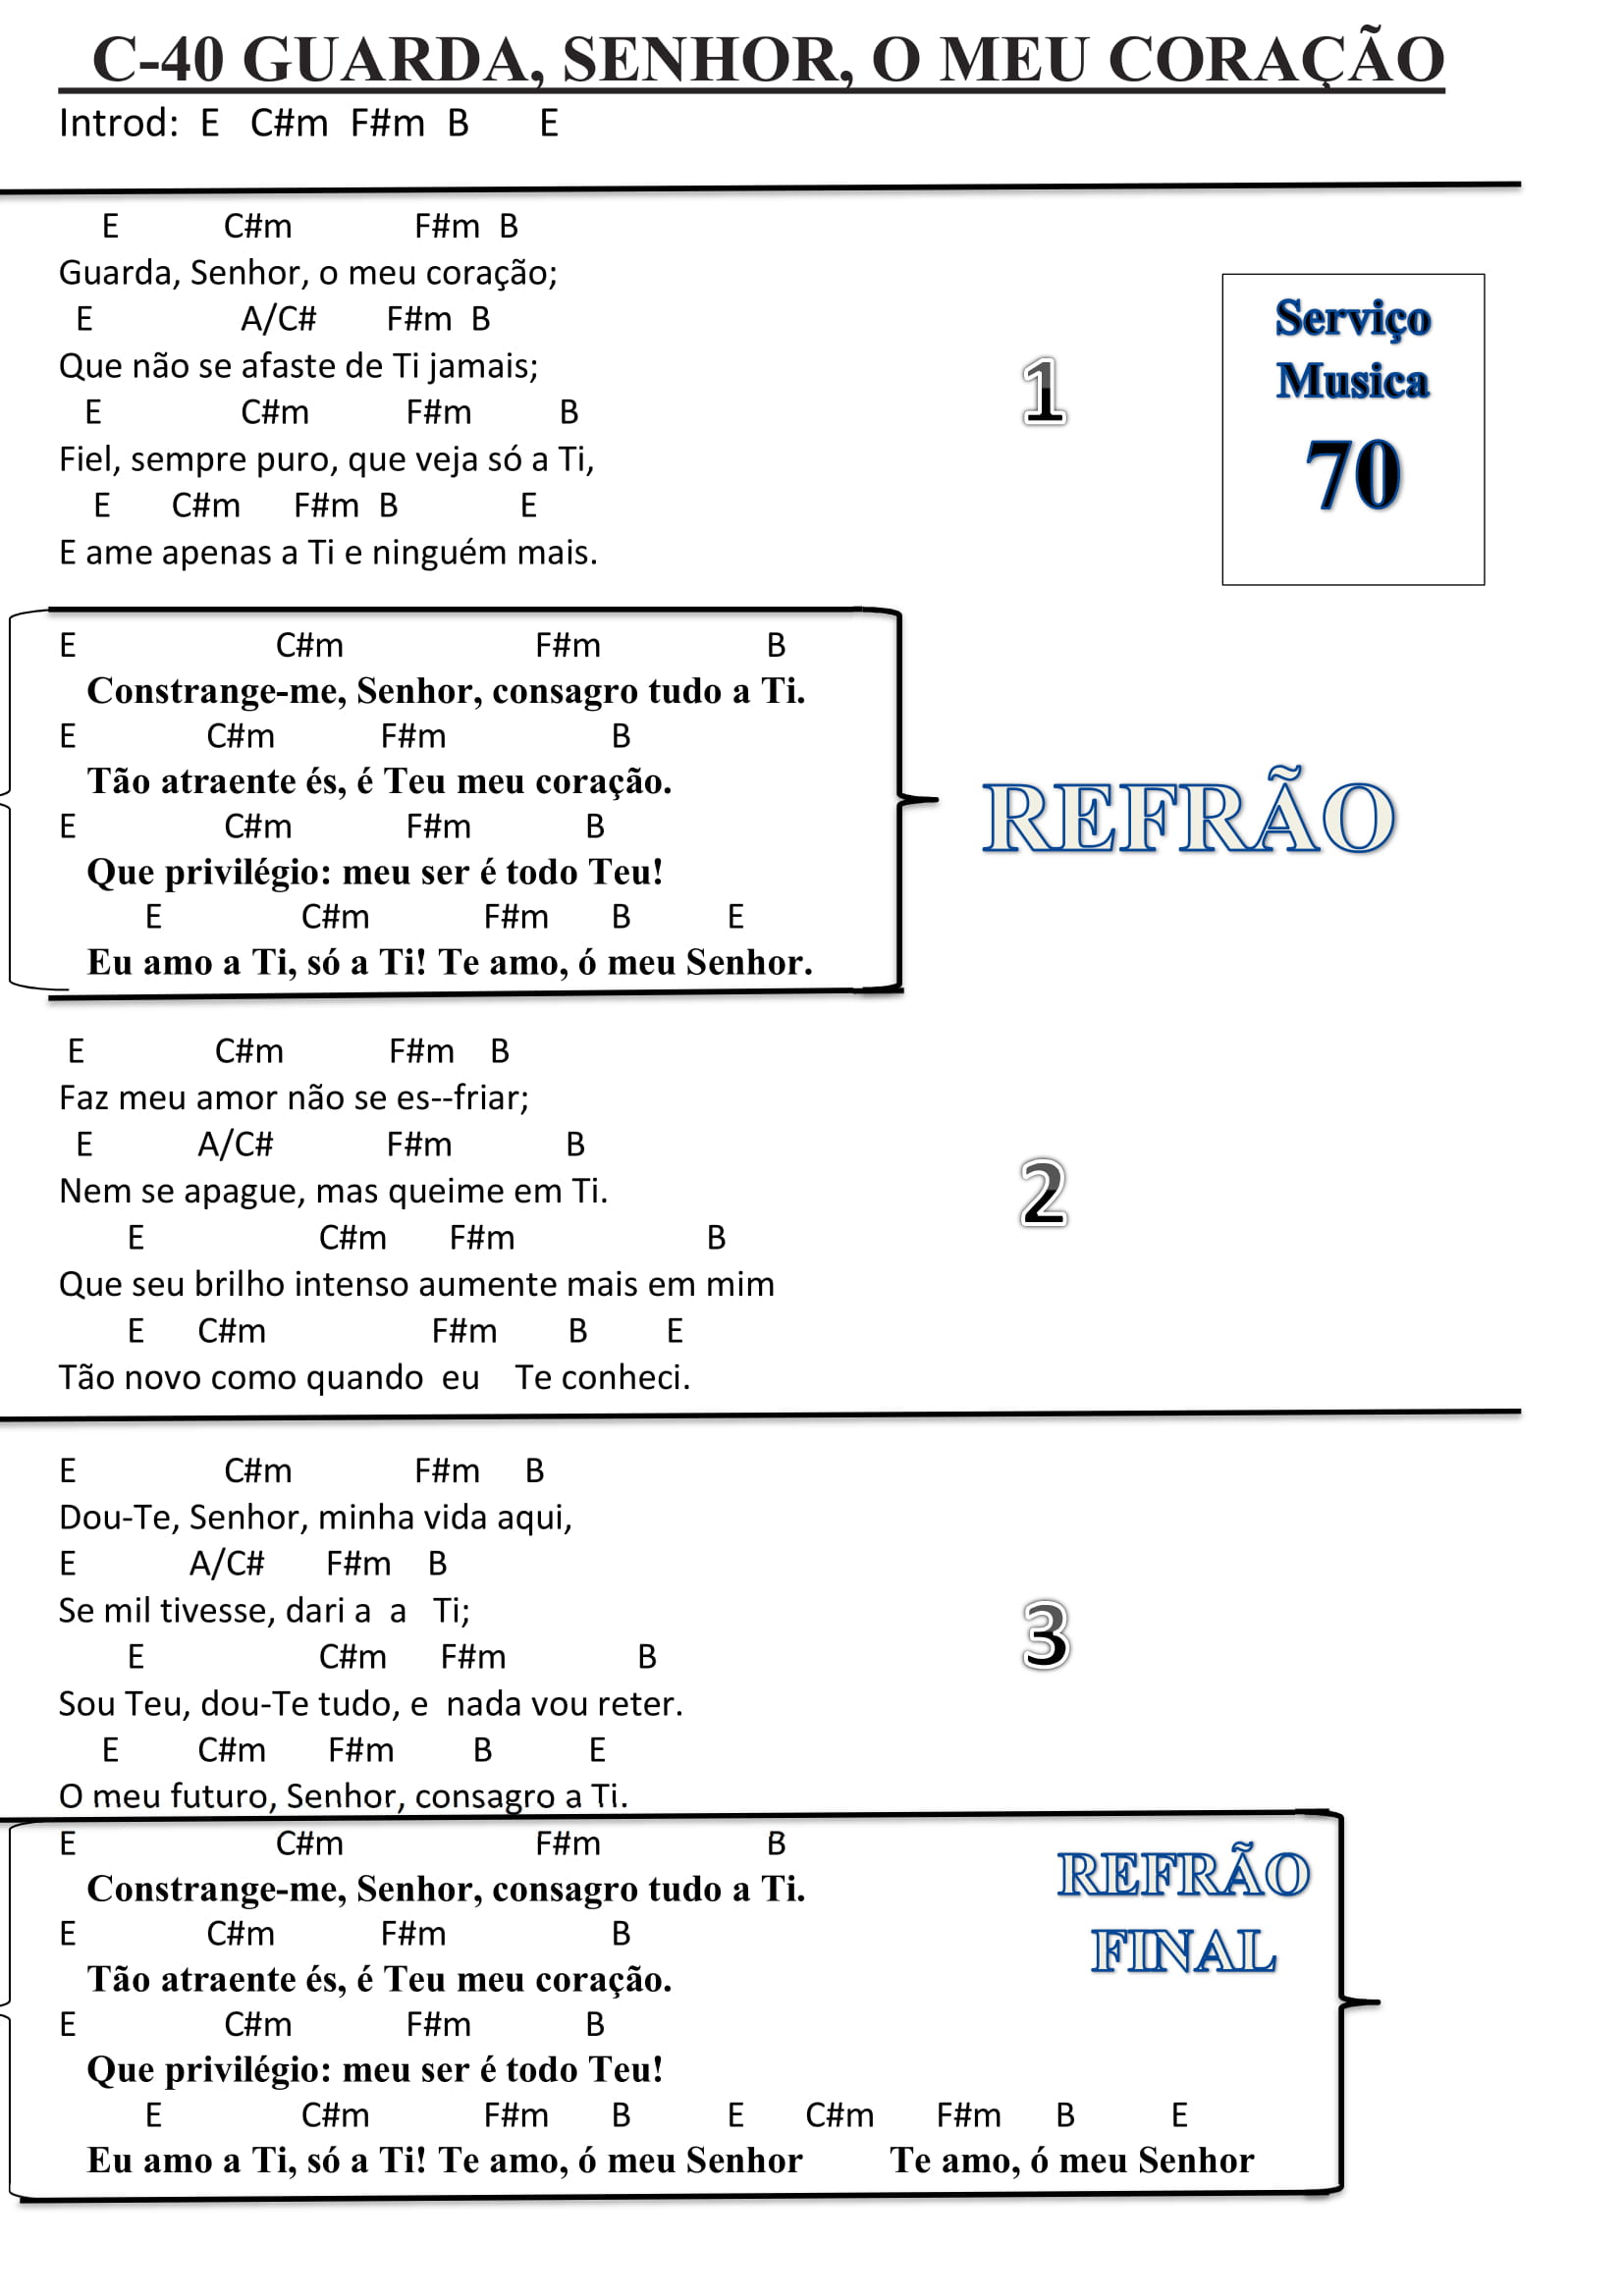 C-40 GUARDA, SENHOR, O MEU CORAÇÃO
Introd: E C#m F#m B E
E C#m F#m B
Guarda, Senhor, o meu coração;
E A/C# F#m B
Que não se afaste de Ti jamais;
E C#m F#m B
Fiel, sempre puro, que veja só a Ti,
E C#m F#m B E
E ame apenas a Ti e ninguém mais.
1
Serviço
Musica
70
E C#m F#m B
Constrange-me, Senhor, consagro tudo a Ti.
E C#m F#m B
Tão atraente és, é Teu meu coração.
E C#m F#m B
Que privilégio: meu ser é todo Teu!
E C#m F#m B E
Eu amo a Ti, só a Ti! Te amo, ó meu Senhor.
REFRÃO
E C#m F#m B
Faz meu amor não se es--friar;
E A/C# F#m B
Nem se apague, mas queime em Ti.
E C#m F#m B
Que seu brilho intenso aumente mais em mim
E C#m F#m B E
Tão novo como quando eu Te conheci.
2
E C#m F#m B
Dou-Te, Senhor, minha vida aqui,
E A/C# F#m B
Se mil tivesse, dari a a Ti;
E C#m F#m B
Sou Teu, dou-Te tudo, e nada vou reter.
E C#m F#m B E
O meu futuro, Senhor, consagro a Ti.
3
E C#m F#m B
Constrange-me, Senhor, consagro tudo a Ti.
E C#m F#m B
Tão atraente és, é Teu meu coração.
E C#m F#m B
Que privilégio: meu ser é todo Teu!
E C#m F#m B E C#m F#m B E
Eu amo a Ti, só a Ti! Te amo, ó meu Senhor Te amo, ó meu Senhor
REFRÃO
FINAL